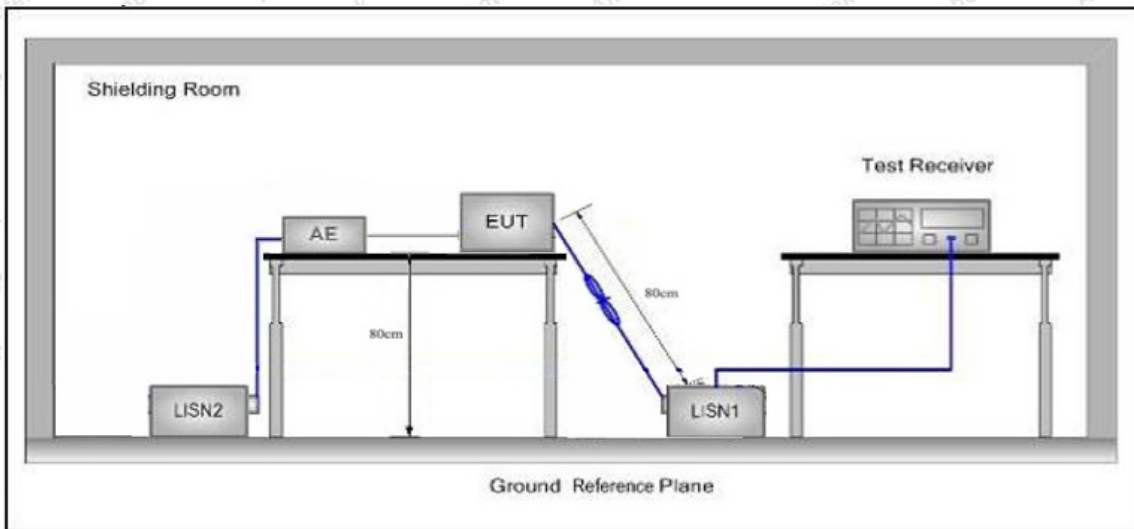 Shielding Room
Test Receiver
EUT
AE
80cm
80cm
LISN2
LISN1
Ground Reference Plane